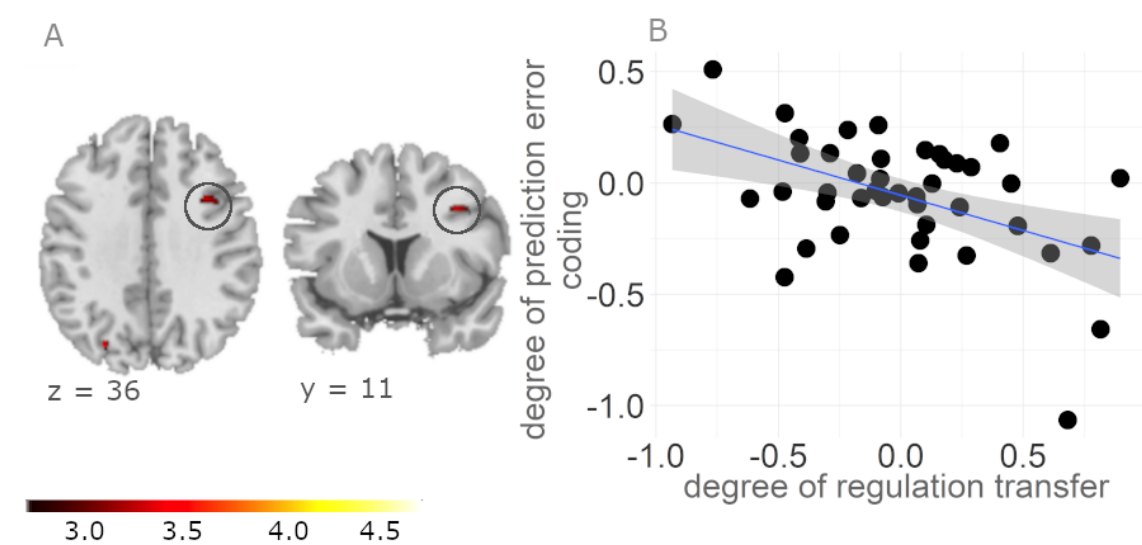 A
z = 36
y = 11
3.0 3.5 4.0 4.5
B
degree of prediction error
coding
0.5
0.0
-0.5
-1.0
-1.0 -0.5 0.0 0.5
degree of regulation transfer